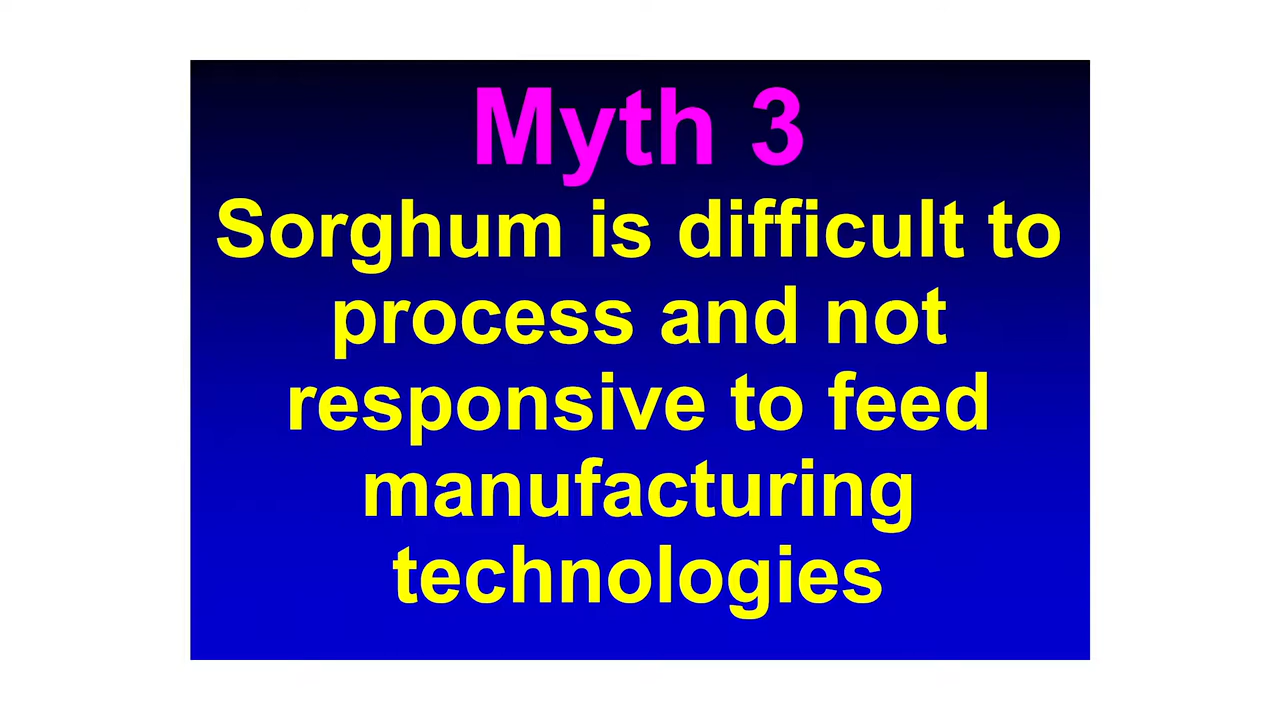 Myth 3
Sorghum is difficult to
process and not
responsive to feed
manufacturing
technologies